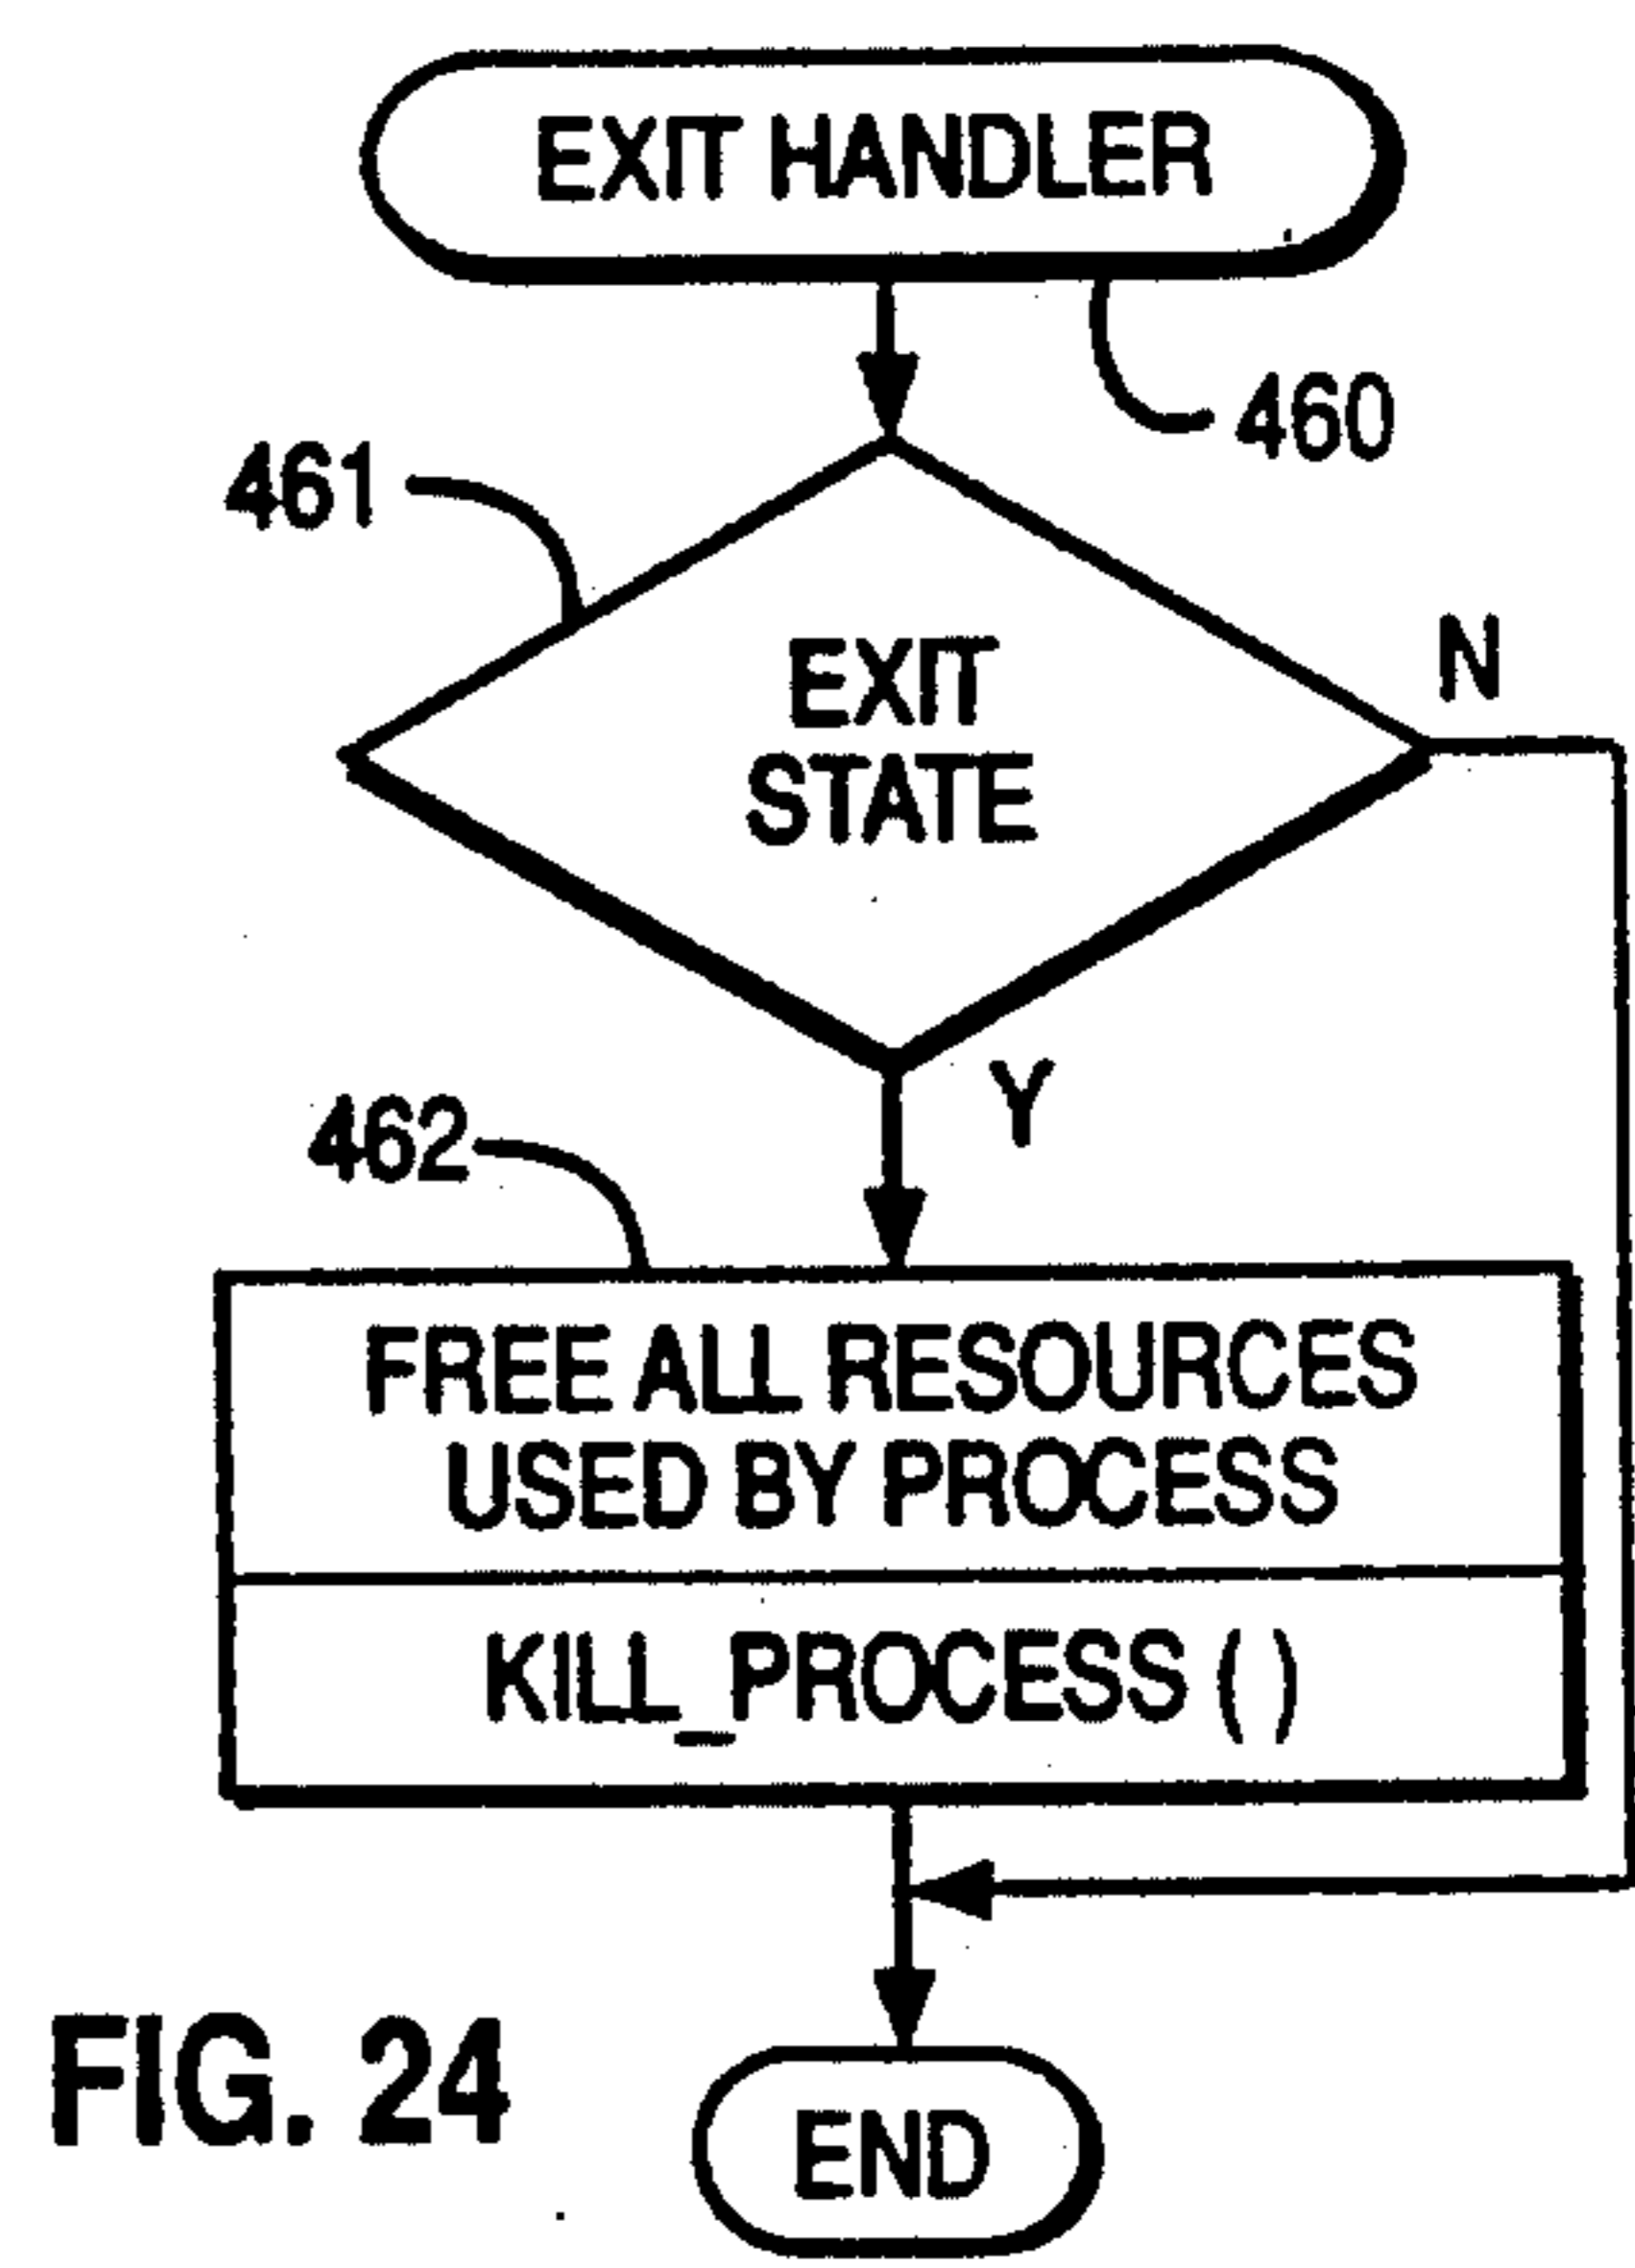 EXIT HANDLER
460
461
EXIT
STATE
N
Y
462
FREE ALL RESOURCES
USED BY PROCESS
KILL_PROCESS ( )
END
FIG. 24